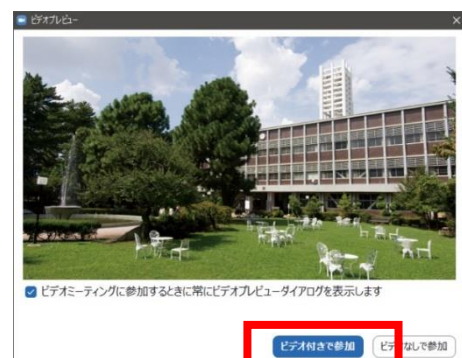 ビデオプレビュー
ビデオミーティングに参加するときに常にビデオプレビューダイアログを表示します
ビデオ付きで参加
ビデオなしで参加